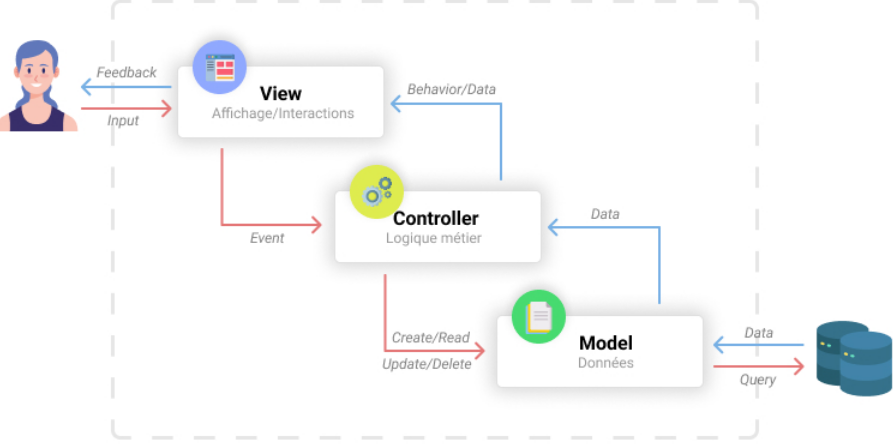 Feedback
Input
View
Affichage/Interactions
Behavior/Data
Event
Controller
Logique métier
Data
Create/Read
Update/Delete
Model
Données
Data
Query